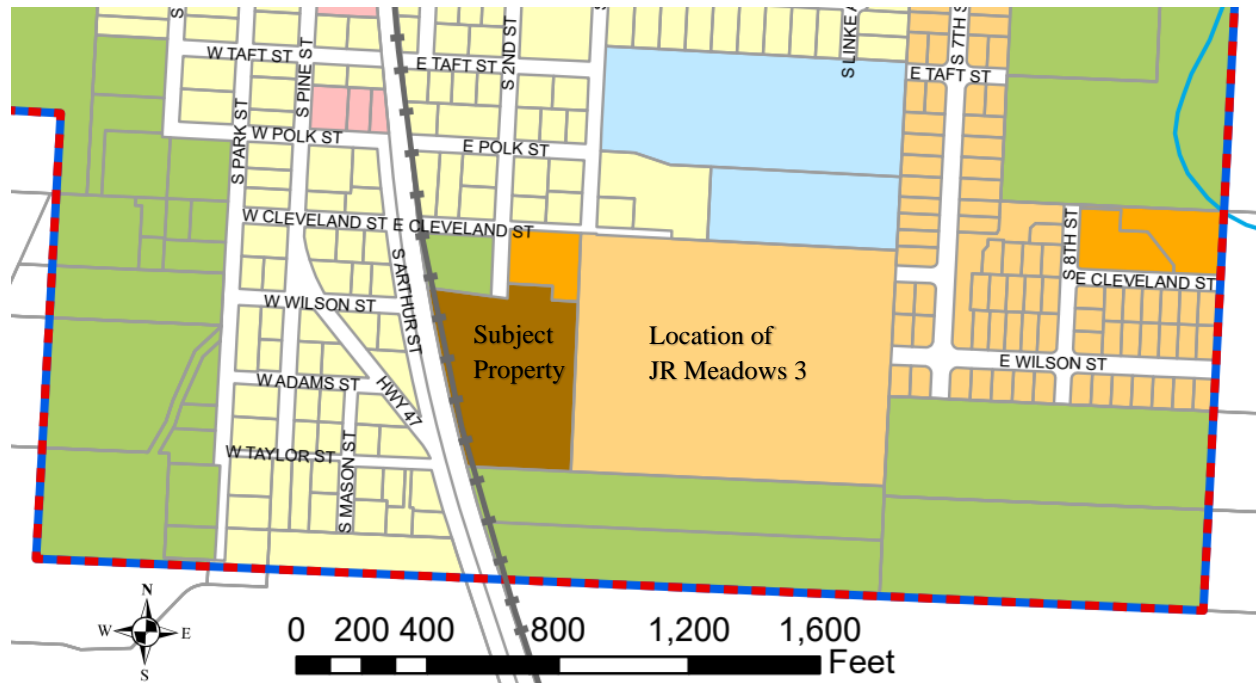 S LINKE A
S 7TH S
W TAFT ST
S PINE ST
E TAFT ST
S 2ND ST
E TAFT ST
S PARK ST
W POLK ST
E POLK ST
W CLEVELAND ST
E CLEVELAND ST
S 8TH ST
E CLEVELAND ST
S ARTHUR ST
W WILSON ST
Subject
Property
Location of
JR Meadows 3
E WILSON ST
W ADAMS ST
HWY 47
W TAYLOR ST
S MASON ST
N
W
E
S
0 200 400 800 1,200 1,600
Feet